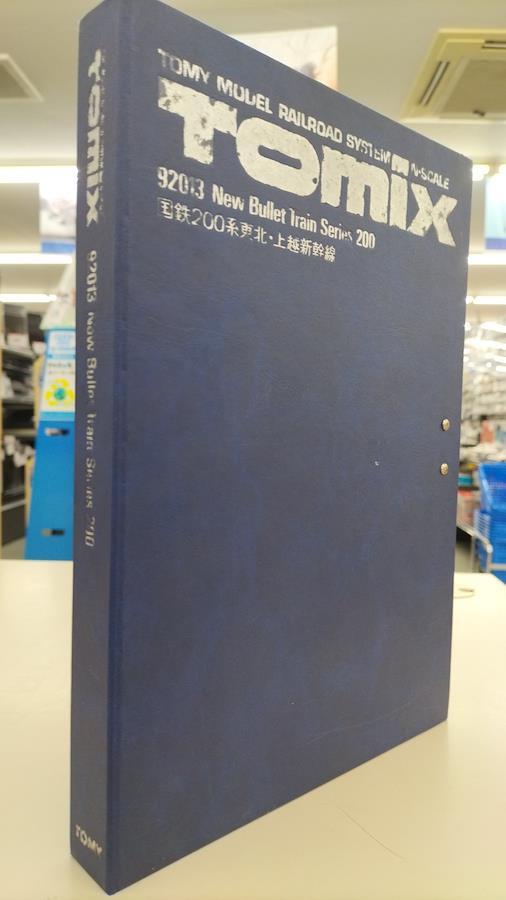 TOMY MODEL RAILROAD SYSTEM N-SCALE
TOMIX
92013 New Bullet Train Series 200
国鉄200系東北・上越新幹線
TOMIX 92013 New Bullet Train Series 200
TOMY